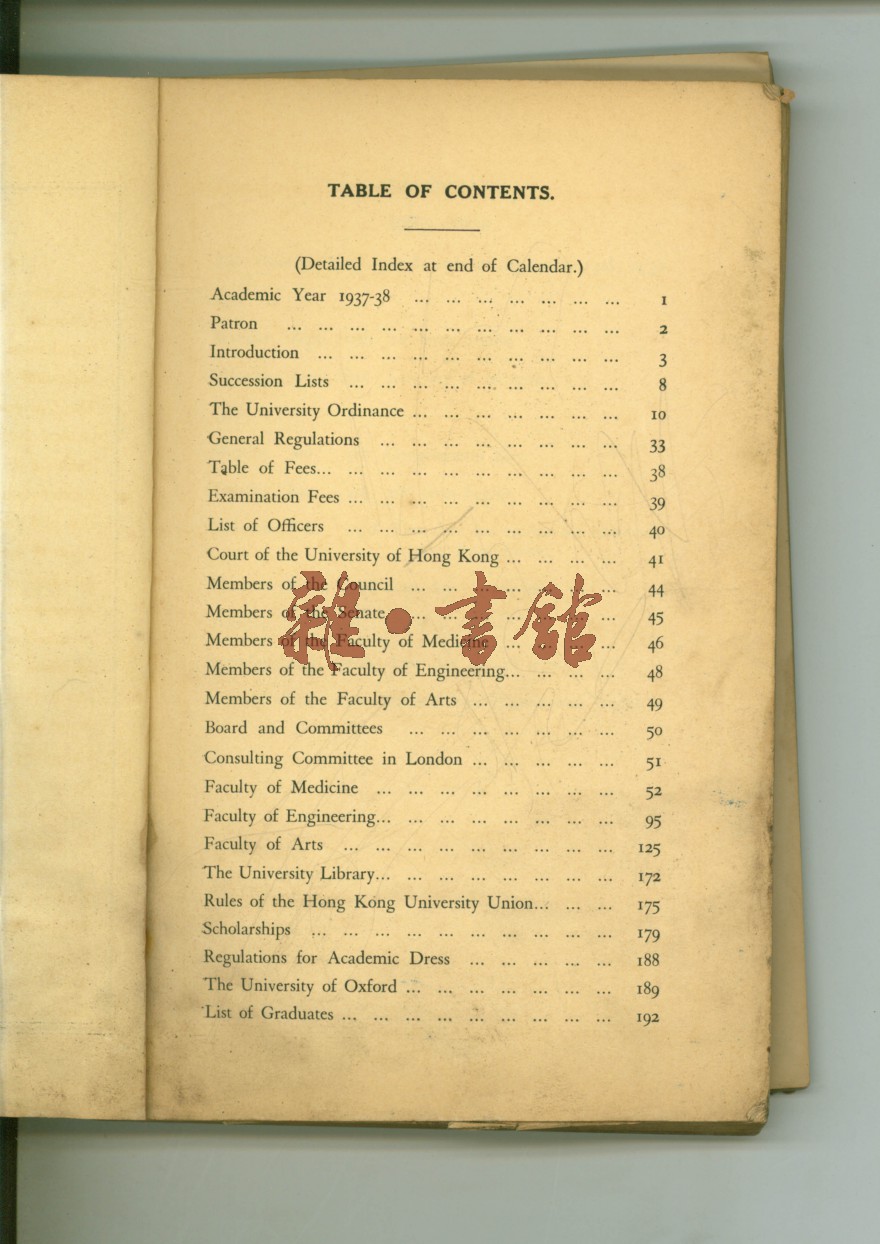 TABLE OF CONTENTS.
(Detailed Index at end of Calendar.)
Academic Year 1937-38 ... ... ... ... ... ... ... 1
Patron ... ... ... ... ... ... ... ... ... ... ... 2
Introduction ... ... ... ... ... ... ... ... ... ... 3
Succession Lists ... ... ... ... ... ... ... ... ... 8
The University Ordinance ... ... ... ... ... ... ... 10
General Regulations ... ... ... ... ... ... ... ... 33
Table of Fees... ... ... ... ... ... ... ... ... ... 38
Examination Fees ... ... ... ... ... ... ... ... ... 39
List of Officers ... ... ... ... ... ... ... ... ... 40
Court of the University of Hong Kong ... ... ... ... 41
Members of the Council ... ... ... ... ... ... ... 44
Members of the Senate ... ... ... ... ... ... ... 45
Members of the Faculty of Medicine ... ... ... ... 46
Members of the Faculty of Engineering... ... ... ... 48
Members of the Faculty of Arts ... ... ... ... ... 49
Board and Committees ... ... ... ... ... ... ... 50
Consulting Committee in London ... ... ... ... ... 51
Faculty of Medicine ... ... ... ... ... ... ... ... 52
Faculty of Engineering... ... ... ... ... ... ... ... 95
Faculty of Arts ... ... ... ... ... ... ... ... ... 125
The University Library... ... ... ... ... ... ... ... 172
Rules of the Hong Kong University Union... ... ... 175
Scholarships ... ... ... ... ... ... ... ... ... ... 179
Regulations for Academic Dress ... ... ... ... ... 188
The University of Oxford ... ... ... ... ... ... ... 189
List of Graduates ... ... ... ... ... ... ... ... ... 192
雜·書館